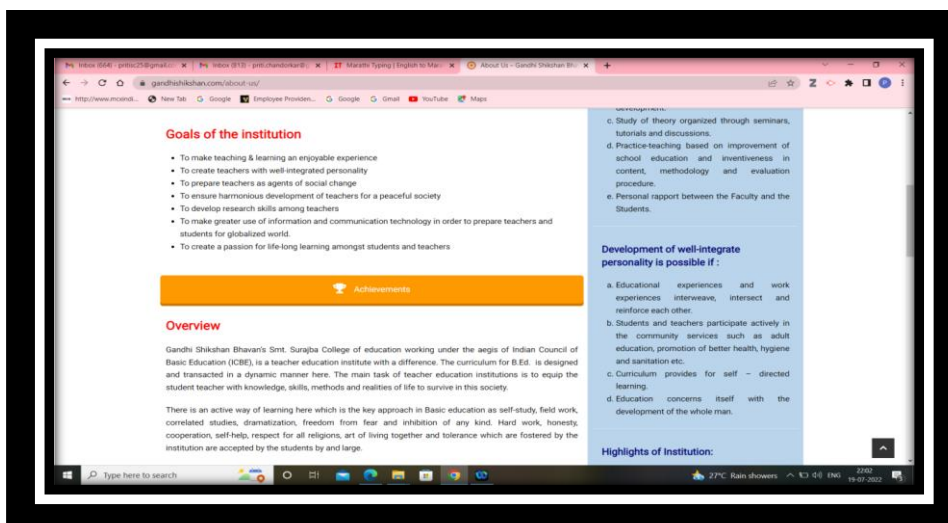 Inbox (664) - pritiic25@gmail.co
Inbox (813) - priti.chandorkar@
Marathi Typing | English to Mara
About Us – Gandhi Shikshan Bha
gandhishikshan.com/about-us/
New Tab
Google
Employee Providen...
Google
Gmail
YouTube
Maps
Goals of the institution
• To make teaching & learning an enjoyable experience
• To create teachers with well-integrated personality
• To prepare teachers as agents of social change
• To ensure harmonious development of teachers for a peaceful society
• To develop research skills among teachers
• To make greater use of information and communication technology in order to prepare teachers and
students for globalized world.
• To create a passion for life-long learning amongst students and teachers
Achievements
Overview
Gandhi Shikshan Bhavan's Smt. Surajba College of education working under the aegis of Indian Council of
Basic Education (ICBE), is a teacher education institute with a difference. The curriculum for B.Ed. is designed
and transacted in a dynamic manner here. The main task of teacher education institutions is to equip the
student teacher with knowledge, skills, methods and realities of life to survive in this society.
There is an active way of learning here which is the key approach in Basic education as self-study, field work,
correlated studies, dramatization, freedom from fear and inhibition of any kind. Hard work, honesty,
cooperation, self-help, respect for all religions, art of living together and tolerance which are fostered by the
institution are accepted by the students by and large.
development.
c. Study of theory organized through seminars,
tutorials and discussions.
d. Practice-teaching based on improvement of
school education and inventiveness in
content, methodology and evaluation
procedure.
e. Personal rapport between the Faculty and the
Students.
Development of well-integrate
personality is possible if :
a. Educational experiences and work
experiences interweave, intersect and
reinforce each other.
b. Students and teachers participate actively in
the community services such as adult
education, promotion of better health, hygiene
and sanitation etc.
c. Curriculum provides for self – directed
learning.
d. Education concerns itself with the
development of the whole man.
Highlights of Institution:
Type here to search
27°C Rain showers
ENG
22:02
19-07-2022